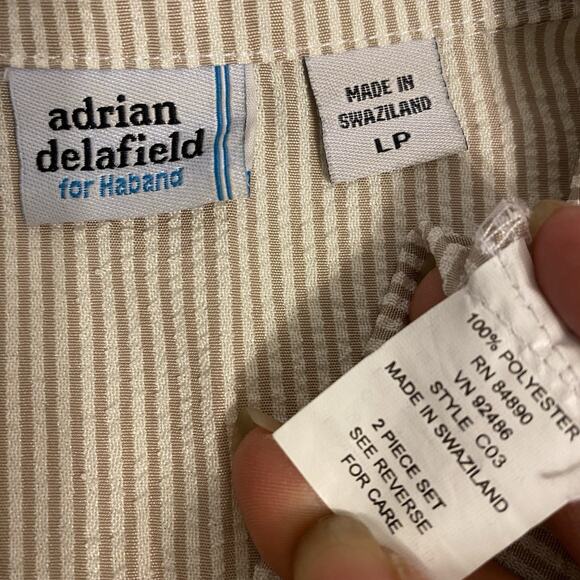 adrian
delafield
for Haband
MADE IN
SWAZILAND
LP
100% POLYESTER
RN 84890
VN 92486
STYLE C03
MADE IN SWAZILAND
2 PIECE SET
SEE REVERSE
FOR CARE